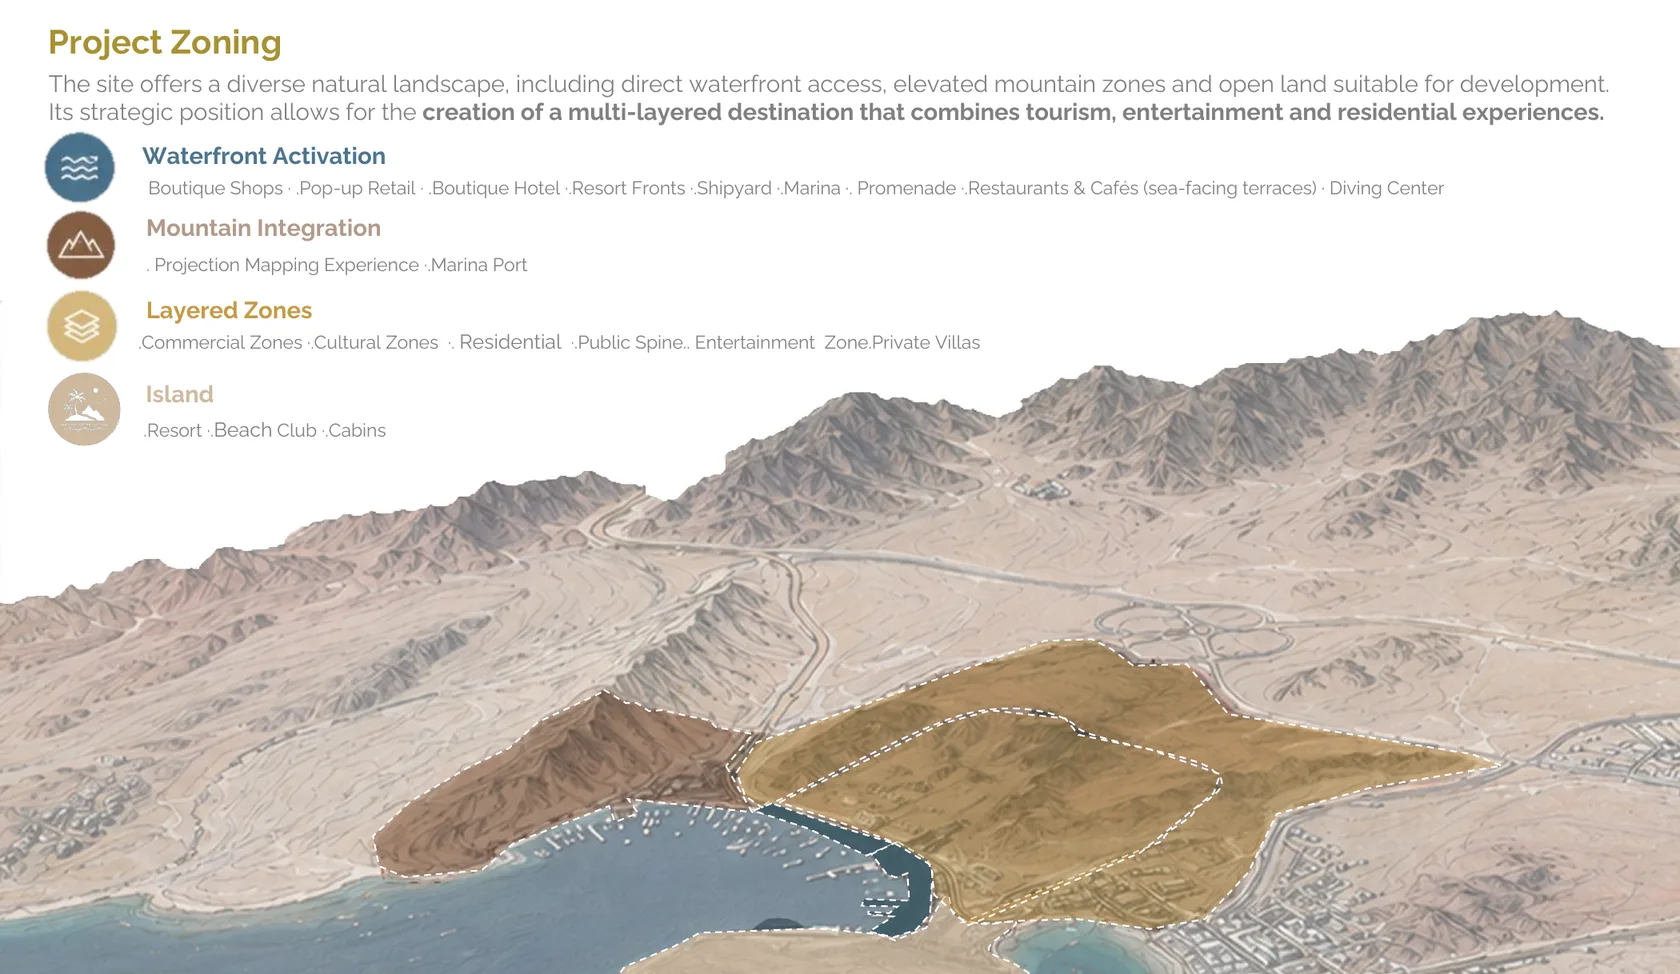 Project Zoning
The site offers a diverse natural landscape, including direct waterfront access, elevated mountain zones and open land suitable for development.
Its strategic position allows for the creation of a multi-layered destination that combines tourism, entertainment and residential experiences.
Waterfront Activation
Boutique Shops · .Pop-up Retail · .Boutique Hotel ·.Resort Fronts ·.Shipyard ·.Marina ·. Promenade ·.Restaurants & Cafés (sea-facing terraces) · Diving Center
Mountain Integration
. Projection Mapping Experience ·.Marina Port
Layered Zones
.Commercial Zones ·.Cultural Zones ·. Residential ·.Public Spine.. Entertainment Zone.Private Villas
Island
.Resort ·.Beach Club ·.Cabins